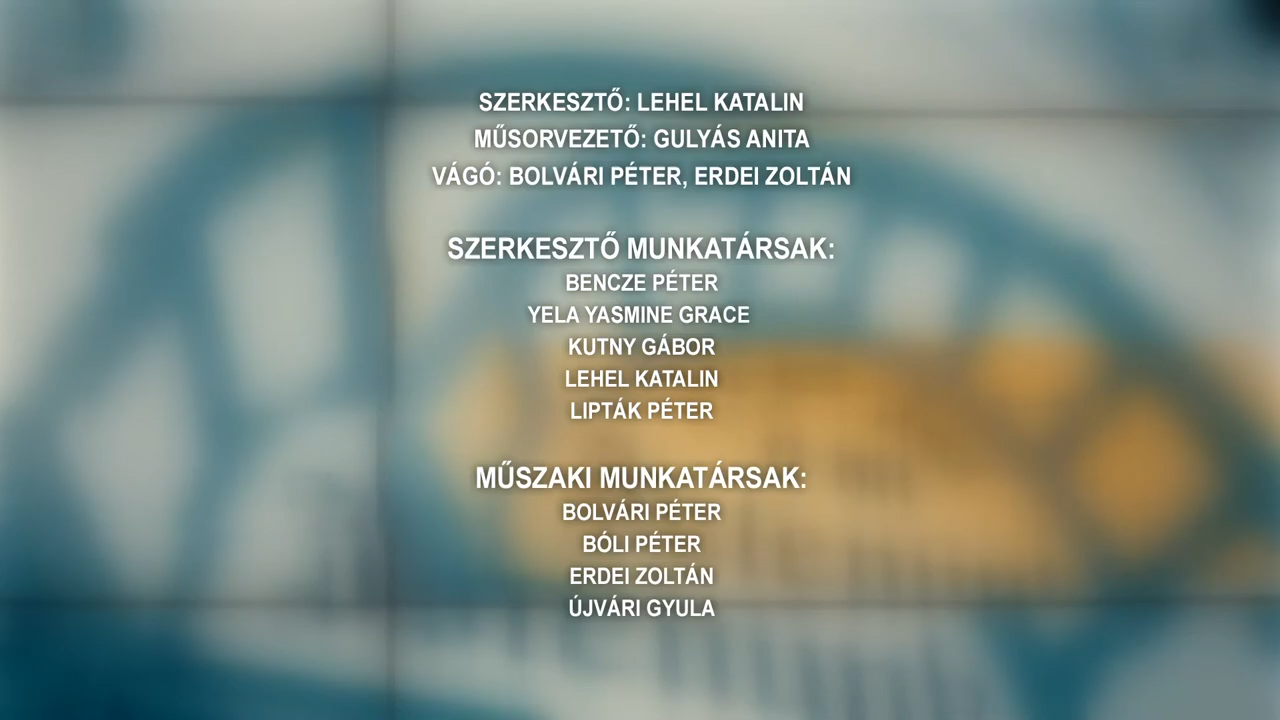 SZERKESZTŐ: LEHEL KATALIN
MŰSORVEZETŐ: GULYÁS ANITA
VÁGÓ: BOLVÁRI PÉTER, ERDEI ZOLTÁN
SZERKESZTŐ MUNKATÁRSAK:
BENCZE PÉTER
YELA YASMINE GRACE
KUTNY GÁBOR
LEHEL KATALIN
LIPTÁK PÉTER
MŰSZAKI MUNKATÁRSAK:
BOLVÁRI PÉTER
BÓLI PÉTER
ERDEI ZOLTÁN
ÚJVÁRI GYULA